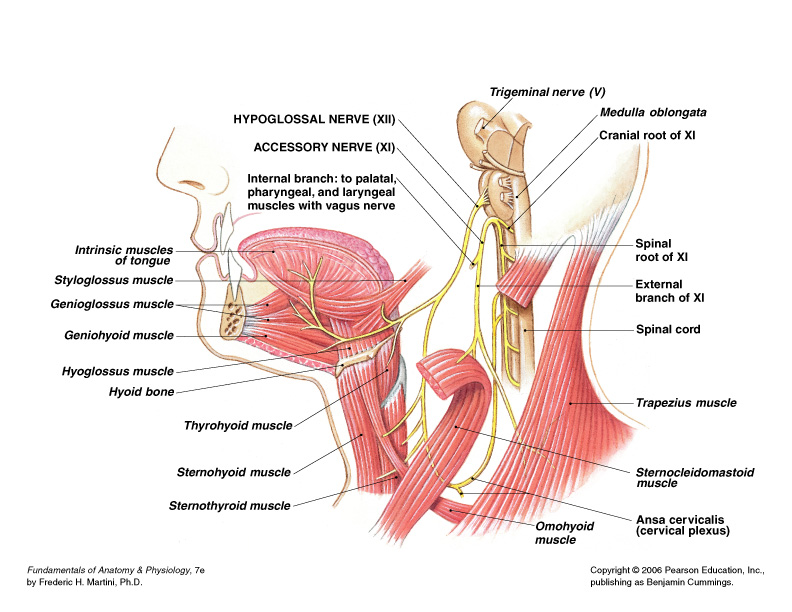 Trigeminal nerve (V)
Medulla oblongata
HYPOGLOSSAL NERVE (XII)
Cranial root of XI
ACCESSORY NERVE (XI)
Internal branch: to palatal,
pharyngeal, and laryngeal
muscles with vagus nerve
Intrinsic muscles
of tongue
Styloglossus muscle
Genioglossus muscle
Geniohyoid muscle
Hyoglossus muscle
Hyoid bone
Thyrohyoid muscle
Sternohyoid muscle
Sternothyroid muscle
Spinal
root of XI
External
branch of XI
Spinal cord
Trapezius muscle
Sternocleidomastoid
muscle
Ansa cervicalis
(cervical plexus)
Omohyoid
muscle
Fundamentals of Anatomy & Physiology, 7e
by Frederic H. Martini, Ph.D.
Copyright © 2006 Pearson Education, Inc.,
publishing as Benjamin Cummings.